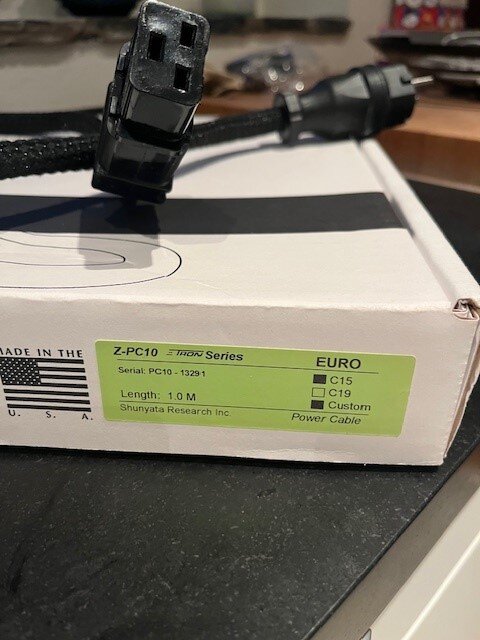 MADE IN THE
U. S. A.
Z-PC10 ΞTRON Series
Serial: PC10 - 13291
Length: 1.0 M
Shunyata Research Inc.
EURO
C15
C19
Custom
Power Cable